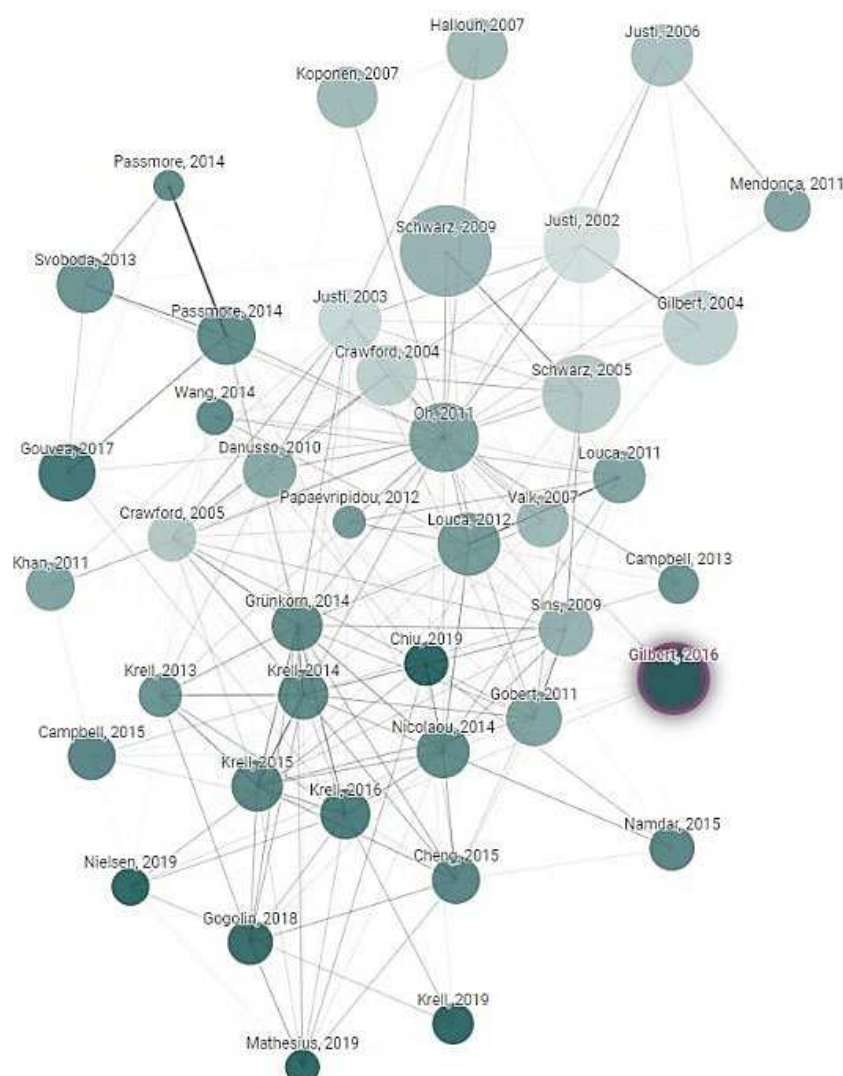 Halloun, 2007
Justi, 2006
Koponen, 2007
Passmore, 2014
Mendonça, 2011
Schwarz, 2009
Justi, 2002
Svoboda, 2013
Justi, 2003
Gilbert, 2004
Passmore, 2014
Crawford, 2004
Schwarz, 2005
Wang, 2014
Oh, 2011
Gouvea, 2017
Danusso, 2010
Louca, 2011
Papaevripidou, 2012
Valk, 2007
Crawford, 2005
Louca, 2012
Khan, 2011
Campbell, 2013
Grünkorn, 2014
Sins, 2009
Chiu, 2019
Gilbert, 2016
Krell, 2013
Krell, 2014
Gobert, 2011
Campbell, 2015
Nicolaou, 2014
Krell, 2015
Krell, 2016
Namdar, 2015
Nielsen, 2019
Cheng, 2015
Gogolin, 2018
Krell, 2019
Mathesius, 2019